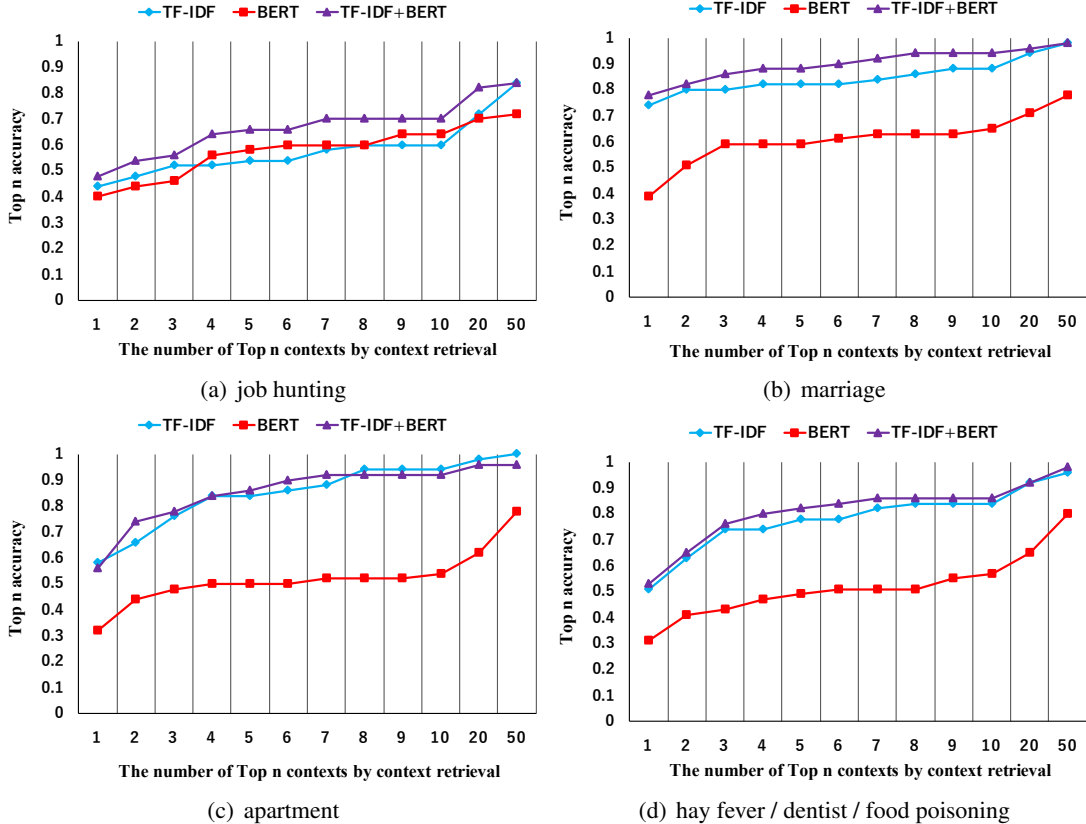 TF-IDF BERT TF-IDF+BERT
1
0.9
0.8
0.7
0.6
0.5
0.4
0.3
0.2
0.1
0
Top n accuracy
1 2 3 4 5 6 7 8 9 10 20 50
The number of Top n contexts by context retrieval
(a) job hunting
TF-IDF BERT TF-IDF+BERT
1
0.9
0.8
0.7
0.6
0.5
0.4
0.3
0.2
0.1
0
Top n accuracy
1 2 3 4 5 6 7 8 9 10 20 50
The number of Top n contexts by context retrieval
(b) marriage
TF-IDF BERT TF-IDF+BERT
1
0.9
0.8
0.7
0.6
0.5
0.4
0.3
0.2
0.1
0
Top n accuracy
1 2 3 4 5 6 7 8 9 10 20 50
The number of Top n contexts by context retrieval
(c) apartment
TF-IDF BERT TF-IDF+BERT
1
0.9
0.8
0.7
0.6
0.5
0.4
0.3
0.2
0.1
0
Top n accuracy
1 2 3 4 5 6 7 8 9 10 20 50
The number of Top n contexts by context retrieval
(d) hay fever / dentist / food poisoning